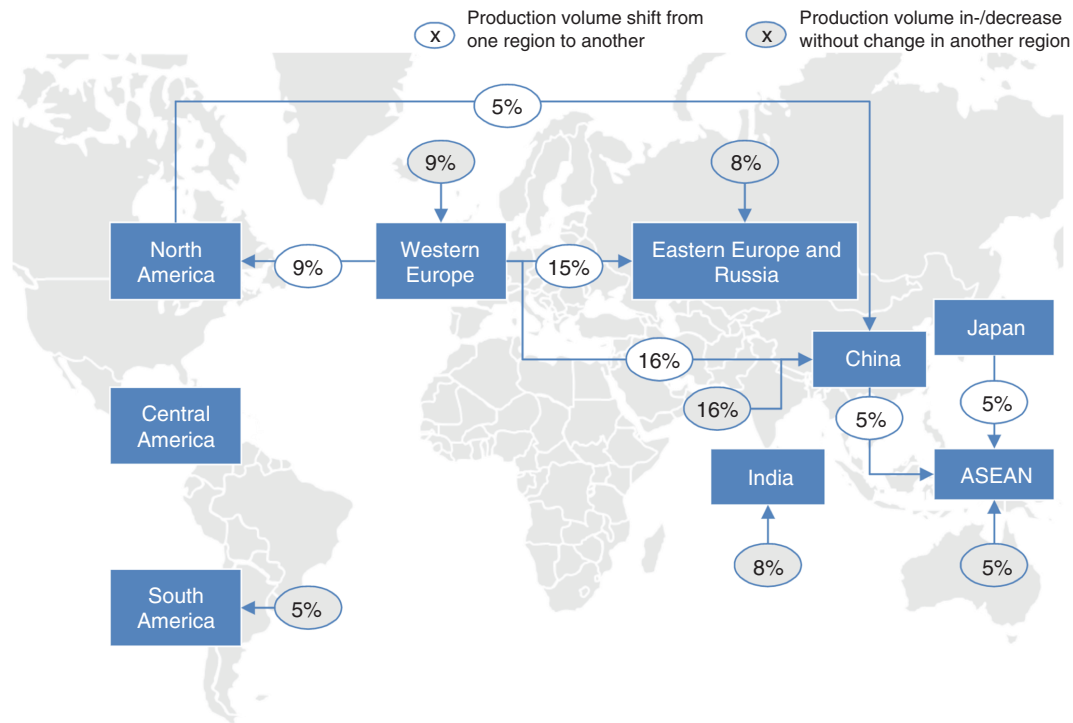 x
Production volume shift from
one region to another
x
Production volume in-/decrease
without change in another region
5%
9%
8%
North
America
9%
Western
Europe
15%
Eastern Europe and
Russia
Japan
16%
China
16%
5%
5%
Central
America
India
ASEAN
8%
5%
South
America
5%